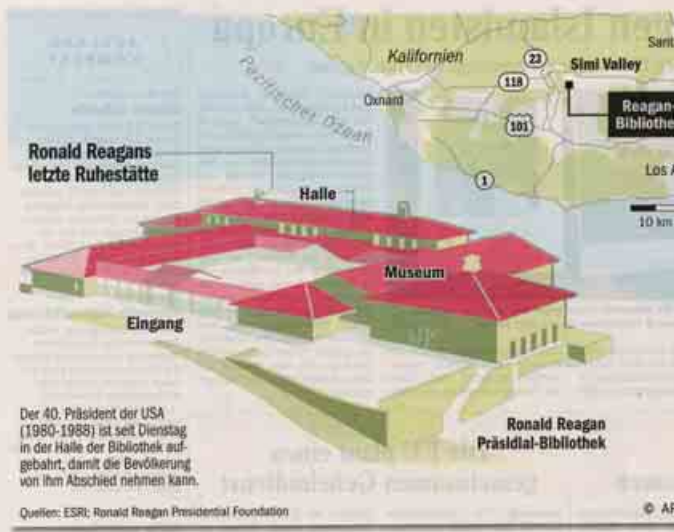 Kalifornien
Pazifischer Ozean
Oxnard
23
118
101
1
Simi Valley
Reagan-
Ronald Reagans
letzte Ruhestätte
Halle
Museum
Eingang
10 km
Der 40. Präsident der USA
(1980-1988) ist seit Dienstag
in der Halle der Bibliothek auf-
gebahrt, damit die Bevölkerung
von ihm Abschied nehmen kann.
Ronald Reagan
Präsidial-Bibliothek
Quellen: ESRI; Ronald Reagan Presidential Foundation
©